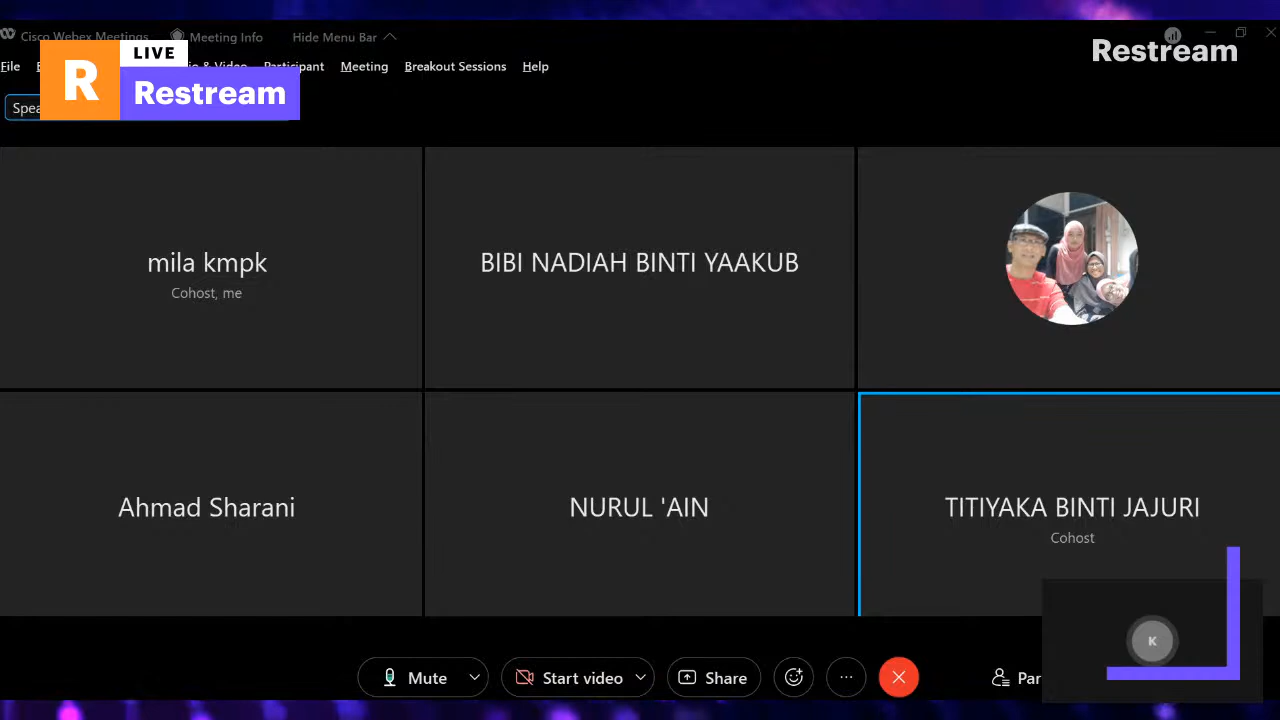 Cisco Webex Meetings Meeting Info Hide Menu Bar
Restream
LIVE
R Restream
File Participant Meeting Breakout Sessions Help
mila kmpk
Cohost, me
BIBI NADIAH BINTI YAAKUB
Ahmad Sharani
NURUL 'AIN
TITIYAKA BINTI JAJURI
Cohost
K
Mute Start video Share